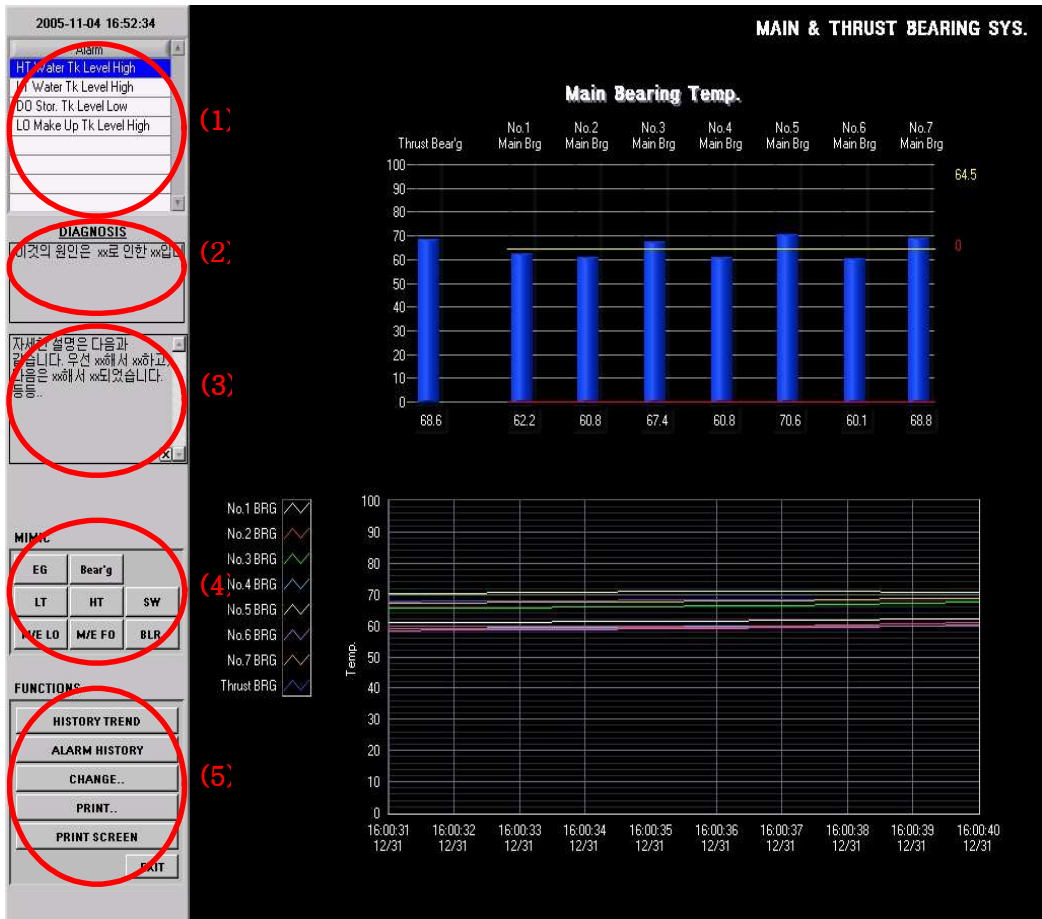 2005-11-04 16:52:34
MAIN & THRUST BEARING SYS.
Alarm
HT Water Tk Level High
LT Water Tk Level High
DO Stor. Tk Level Low
LO Make Up Tk Level High
(1)
DIAGNOSIS
이것의 원인은 xx로 인한 xx입니
(2)
자세한 설명은 다음과
같습니다. 우선 xx해서 xx하고,
다음은 xx해서 xx되었습니다.
등등..
(3)
X
MIMIC
EG Bear'g
LT HT SW
M/E LO M/E FO BLR
(4)
FUNCTIONS
HISTORY TREND
ALARM HISTORY
CHANGE..
PRINT..
PRINT SCREEN
EXIT
(5)
Main Bearing Temp.
Thrust Bear'g No.1 Main Brg No.2 Main Brg No.3 Main Brg No.4 Main Brg No.5 Main Brg No.6 Main Brg No.7 Main Brg
100
90
80
70
60
50
40
30
20
10
0
64.5
0
68.6 62.2 60.8 67.4 60.8 70.6 60.1 68.8
No.1 BRG
No.2 BRG
No.3 BRG
No.4 BRG
No.5 BRG
No.6 BRG
No.7 BRG
Thrust BRG
Temp.
100
90
80
70
60
50
40
30
20
10
0
16:00:31 16:00:32 16:00:33 16:00:34 16:00:35 16:00:36 16:00:37 16:00:38 16:00:39 16:00:40
12/31 12/31 12/31 12/31 12/31 12/31 12/31 12/31 12/31 12/31